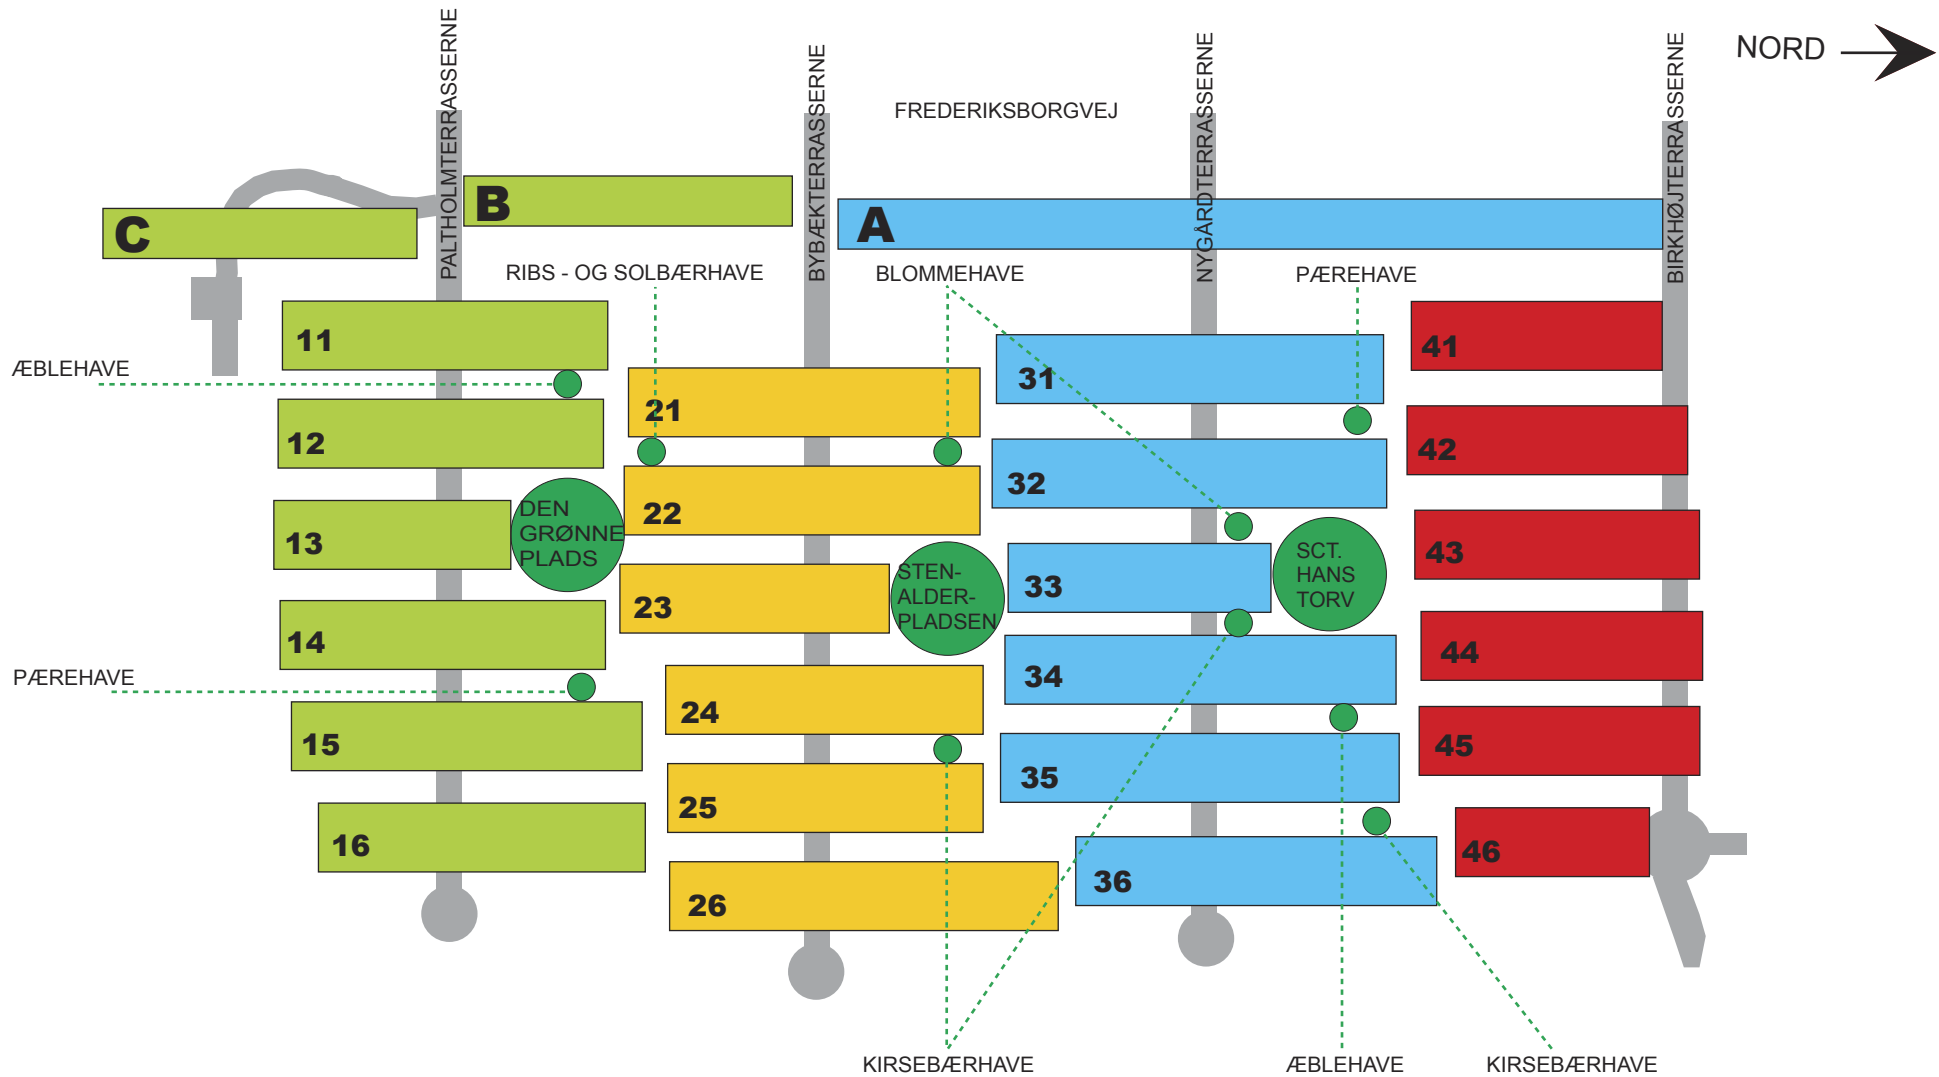 NORD
PALTHOLMTERRASSERNE
BYBÆKTERRASSERNE
NYGÅRDTERRASSERNE
BIRKHØJTERRASSERNE
FREDERIKSBORGVEJ
C
B
A
RIBS - OG SOLBÆRHAVE
BLOMMEHAVE
PÆREHAVE
ÆBLEHAVE
PÆREHAVE
11
12
13
14
15
16
DEN
GRØNNE
PLADS
21
22
23
24
25
26
STEN-
ALDER-
PLADSEN
31
32
33
34
35
36
SCT.
HANS
TORV
41
42
43
44
45
46
KIRSEBÆRHAVE
ÆBLEHAVE
KIRSEBÆRHAVE